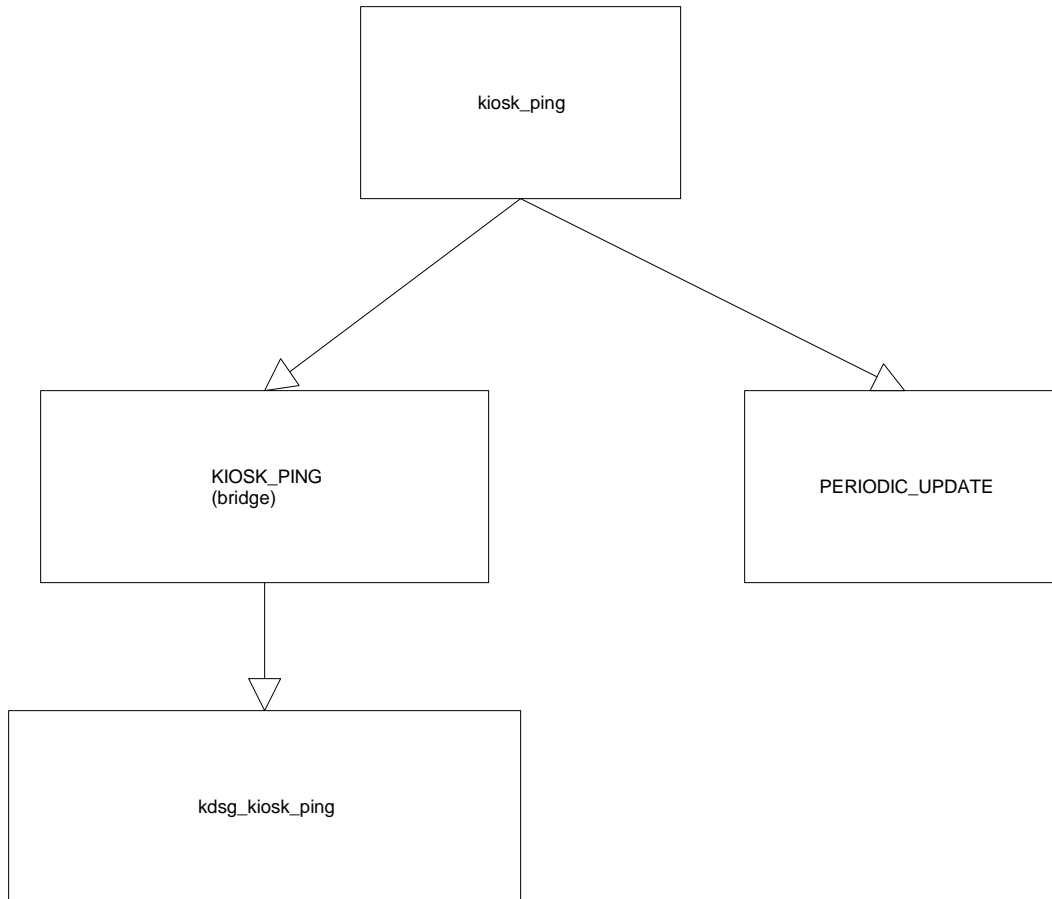 kiosk_ping
KIOSK_PING
(bridge)
PERIODIC_UPDATE
kdsg_kiosk_ping